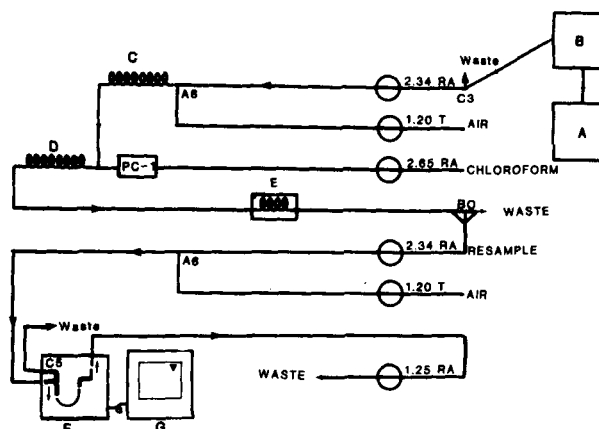 C
Waste
B
2.34 RA
C3
A6
1.20 T
AIR
A
D
PC-1
2.65 RA
CHLOROFORM
E
BO
WASTE
2.34 RA
RESAMPLE
A6
1.20 T
AIR
Waste
C5
WASTE
1.25 RA
F
G